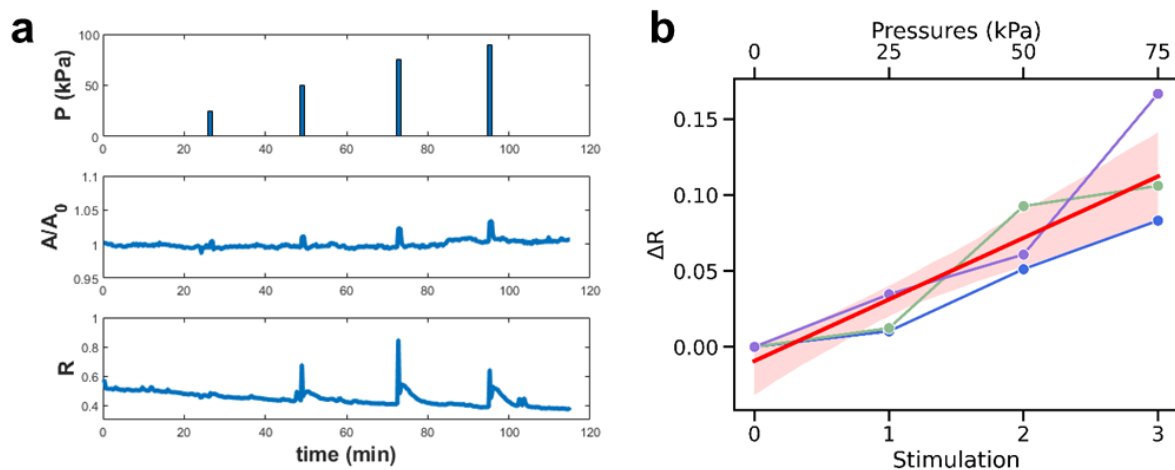 a
P (kPa)
100
50
0
0 20 40 60 80 100 120
A/A0
1.1
1.05
1
0.95
0 20 40 60 80 100 120
R
1
0.8
0.6
0.4
0 20 40 60 80 100 120
time (min)
b
Pressures (kPa)
0 25 50 75
ΔR
0.15
0.10
0.05
0.00
0 1 2 3
Stimulation